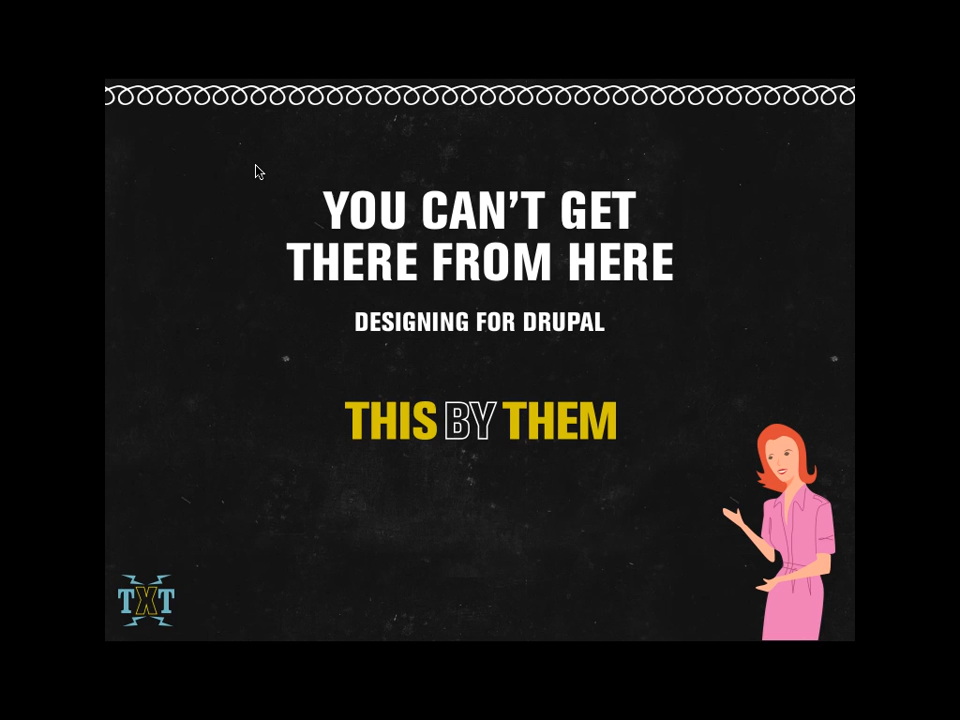 YOU CAN'T GET
THERE FROM HERE
DESIGNING FOR DRUPAL
THIS BY THEM
TXT